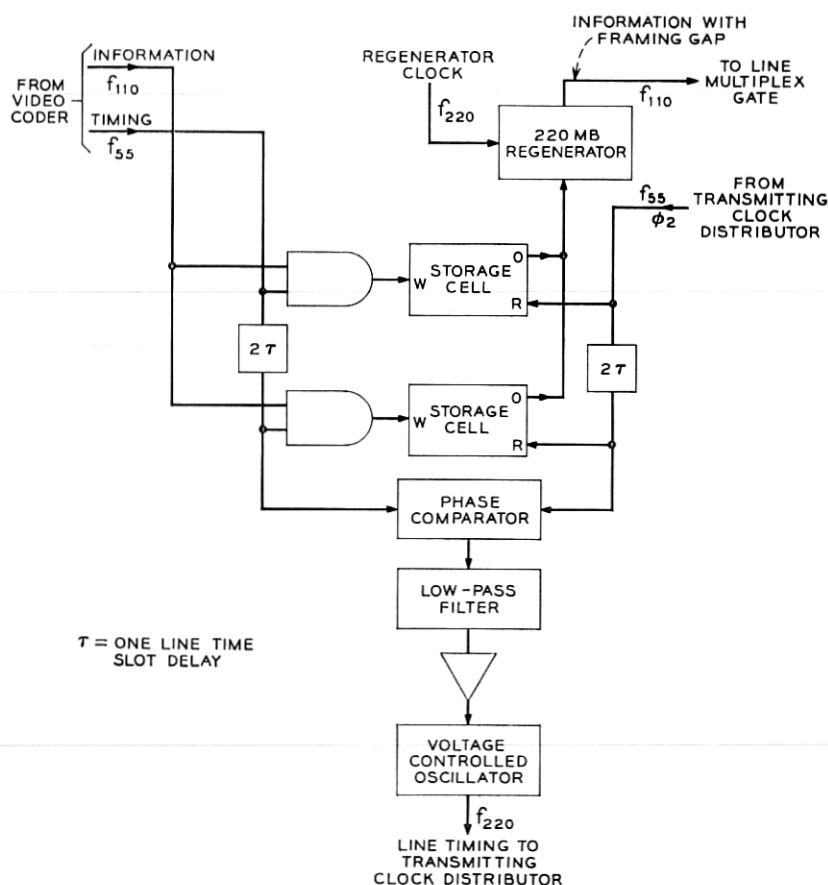 INFORMATION WITH
FRAMING GAP
INFORMATION
f110
FROM
VIDEO
CODER
TIMING
f55
REGENERATOR
CLOCK
f220
220 MB
REGENERATOR
f110
TO LINE
MULTIPLEX
GATE
f55
ϕ2
FROM
TRANSMITTING
CLOCK
DISTRIBUTOR
W
STORAGE
CELL
O
R
2τ
2τ
W
STORAGE
CELL
O
R
PHASE
COMPARATOR
LOW-PASS
FILTER
τ = ONE LINE TIME
SLOT DELAY
VOLTAGE
CONTROLLED
OSCILLATOR
f220
LINE TIMING TO
TRANSMITTING
CLOCK DISTRIBUTOR